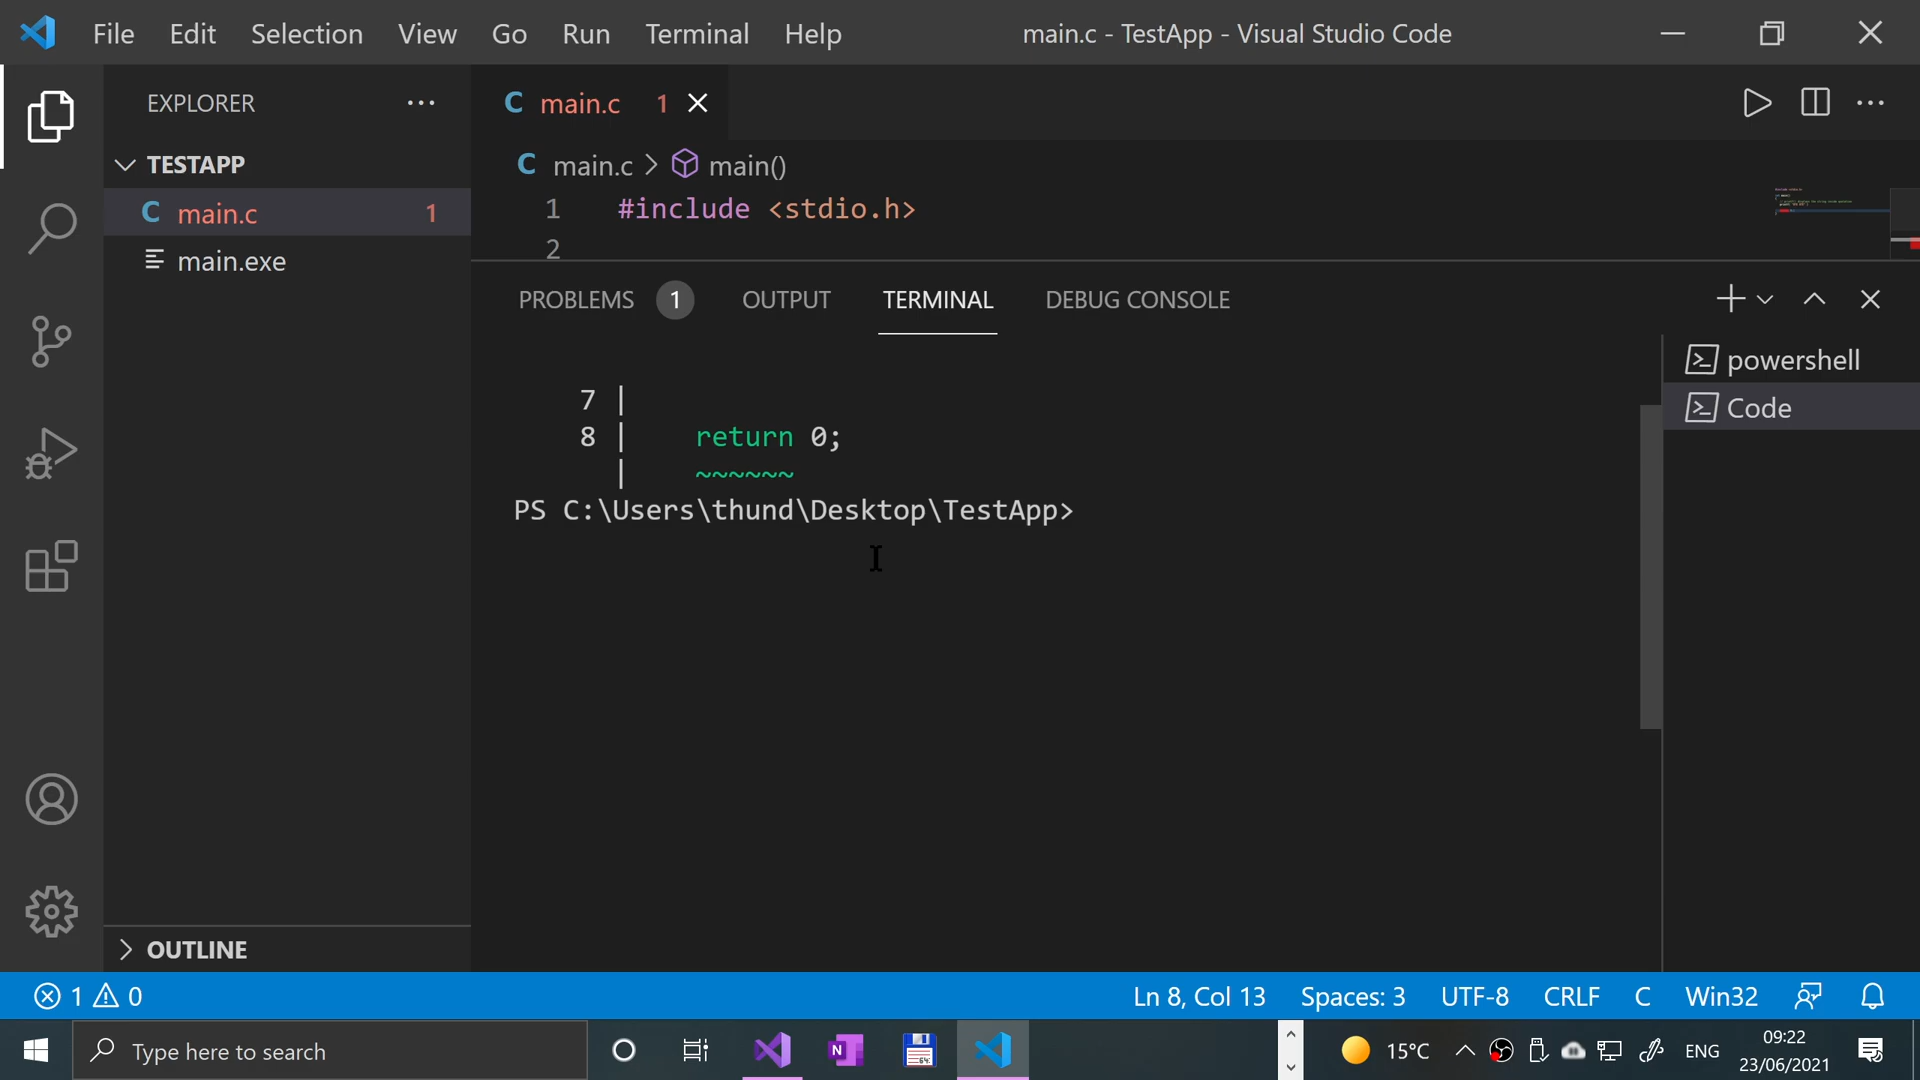 File Edit Selection View Go Run Terminal Help main.c - TestApp - Visual Studio Code
EXPLORER
main.c 1
TESTAPP
main.c > main()
main.c 1
1 #include <stdio.h>
2
main.exe
PROBLEMS 1 OUTPUT TERMINAL DEBUG CONSOLE
powershell
Code
7 |
8 | return 0;
| ~~~~~~
PS C:\Users\thund\Desktop\TestApp>
OUTLINE
1 0 Ln 8, Col 13 Spaces: 3 UTF-8 CRLF C Win32
Type here to search
15°C ENG
09:22
23/06/2021